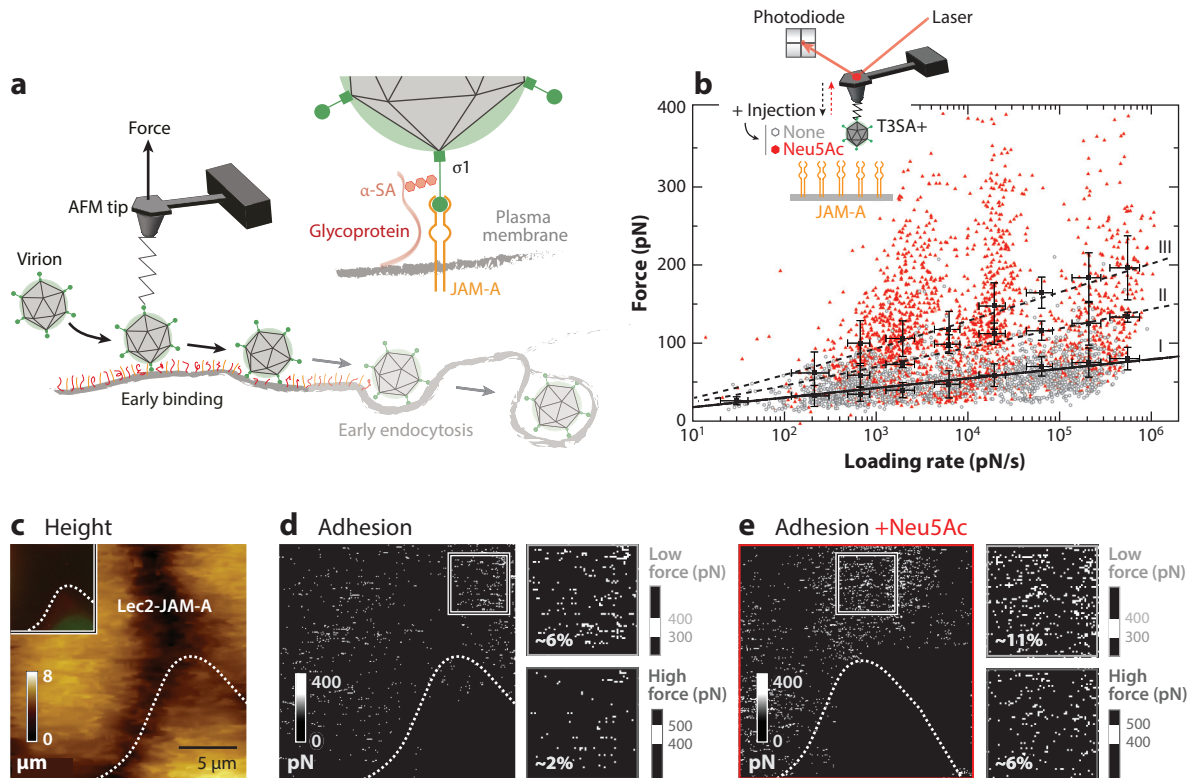 a
Force
AFM tip
Virion
Early binding
Early endocytosis
σ1
α-SA
Glycoprotein
Plasma
membrane
JAM-A
b
Photodiode
Laser
+ Injection
None
Neu5Ac
T3SA+
JAM-A
Force (pN)
400
350
300
250
200
150
100
50
0
III
II
I
10¹ 10² 10³ 10⁴ 10⁵ 10⁶
Loading rate (pN/s)
c Height
Lec2-JAM-A
8
0
µm
5 µm
d Adhesion
400
0
pN
~6%
Low
force (pN)
400
300
~2%
High
force (pN)
500
400
e Adhesion +Neu5Ac
400
0
pN
~11%
Low
force (pN)
400
300
~6%
High
force (pN)
500
400